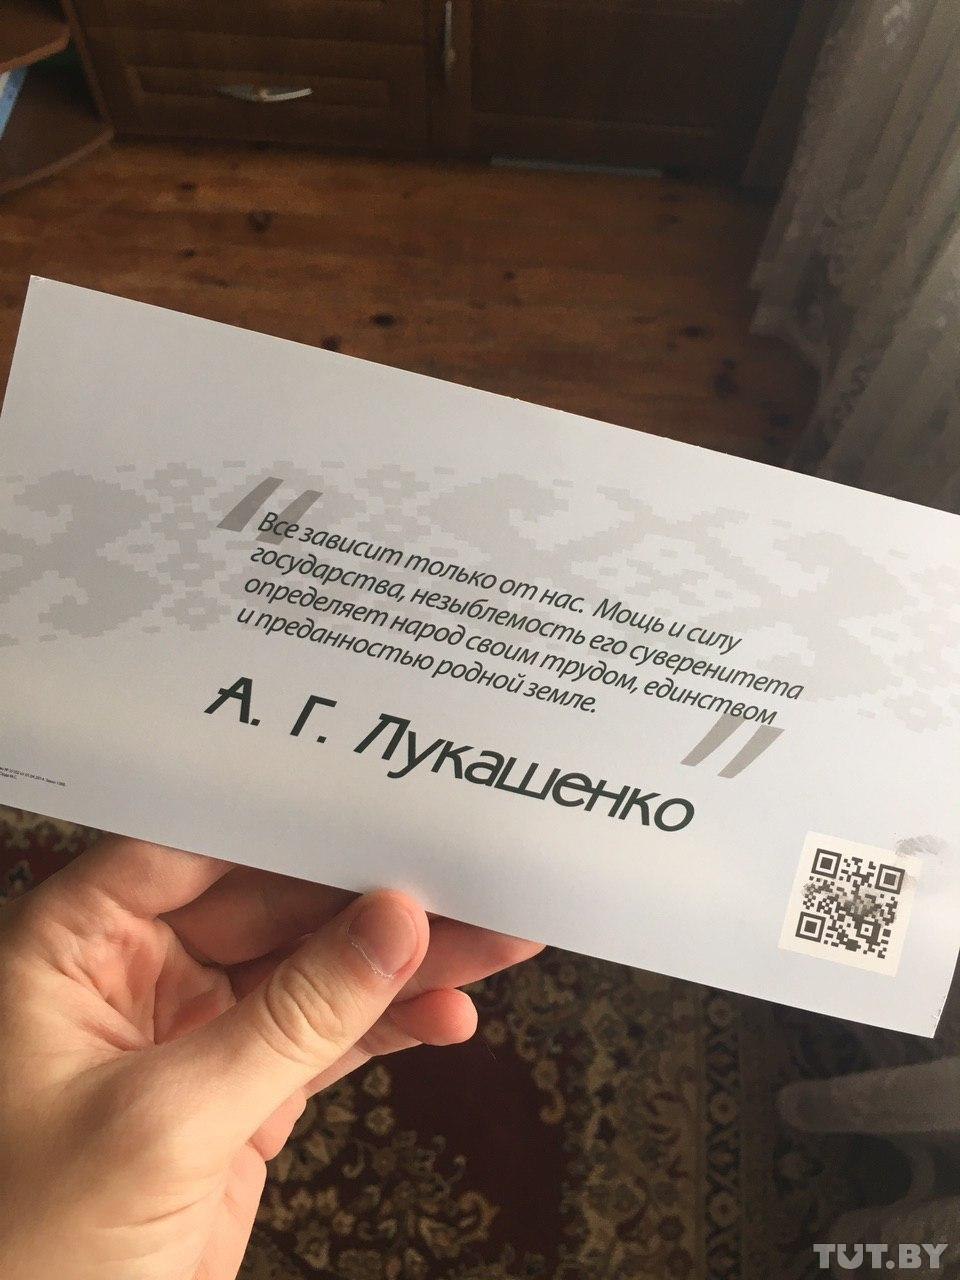 Все зависит только от нас. Мощь и силу
государства, незыблемость его суверенитета
определяет народ своим трудом, единством
и преданностью родной земле.
А. Г. Лукашенко
TUT.BY